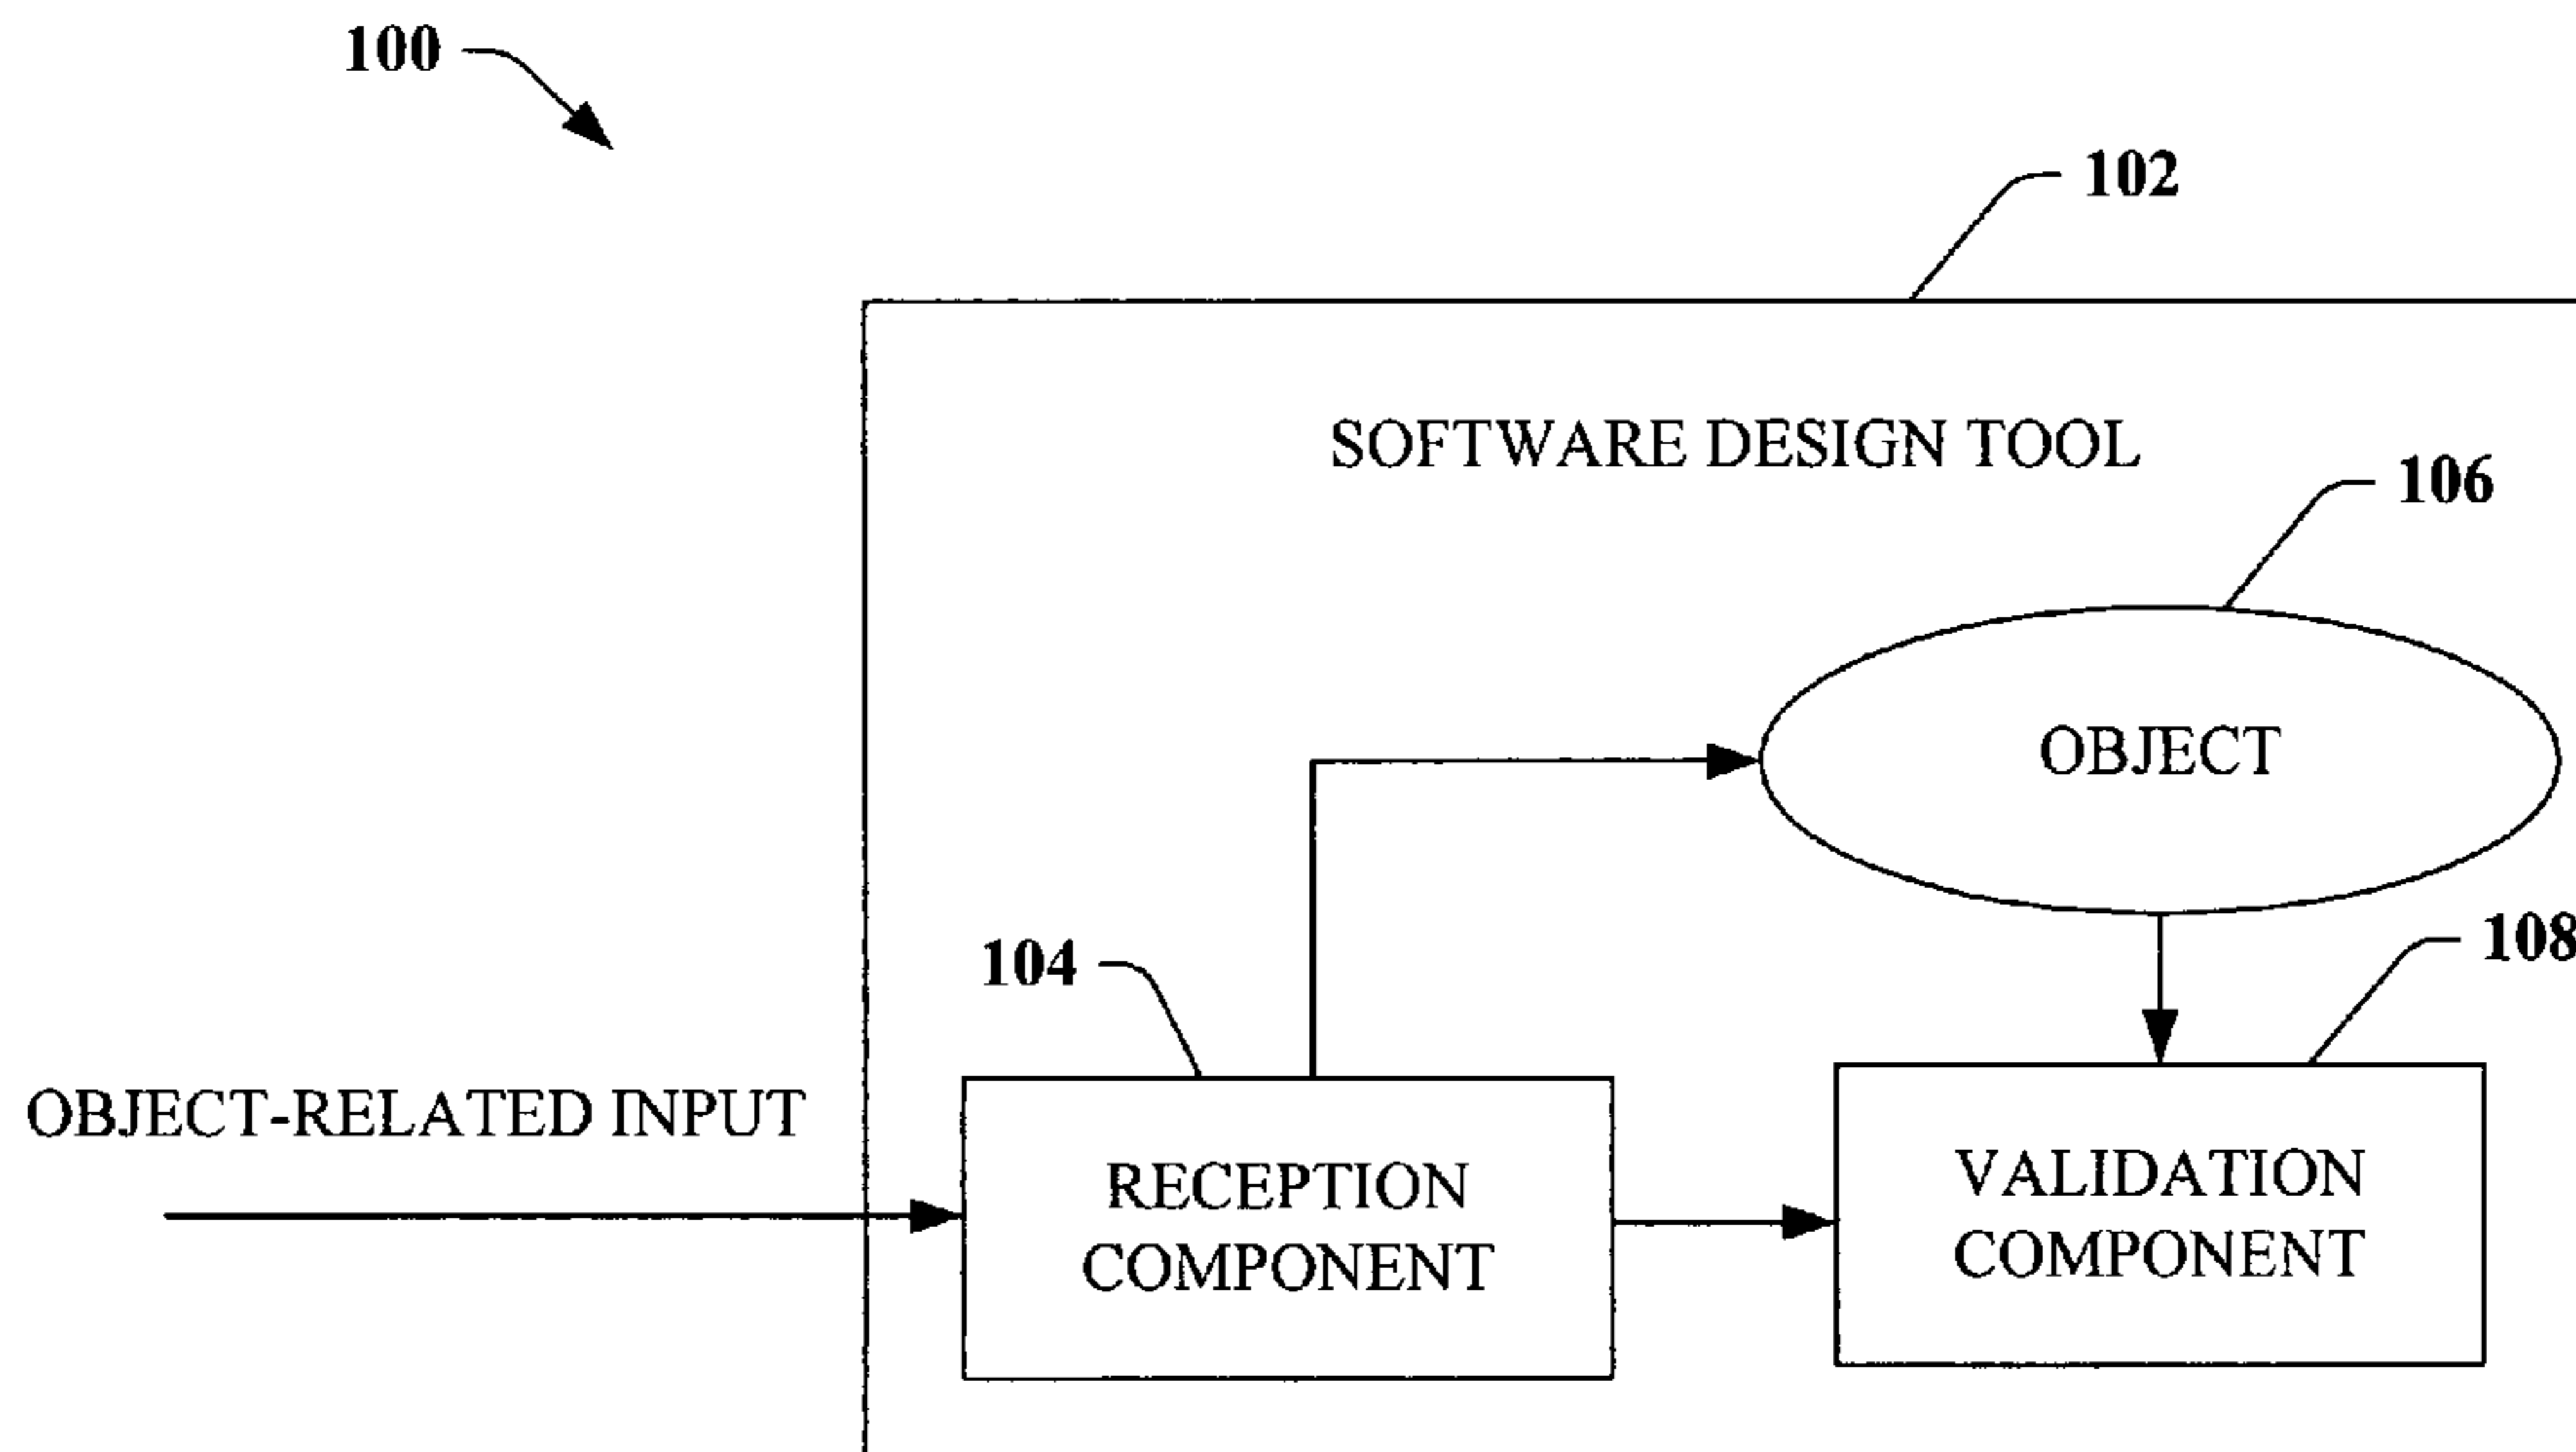 100
102
SOFTWARE DESIGN TOOL
106
OBJECT
104
108
OBJECT-RELATED INPUT
RECEPTION
COMPONENT
VALIDATION
COMPONENT